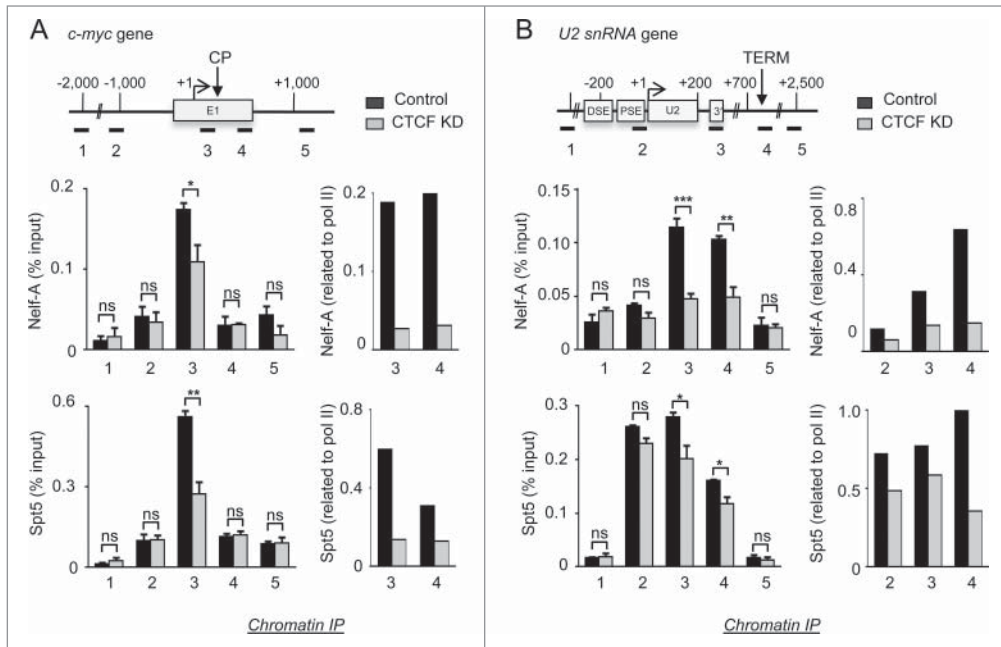 A c-myc gene
CP
-2,000 -1,000 +1 +1,000
E1
Control
CTCF KD
1 2 3 4 5
Nelf-A (% input)
0.2
0.1
0
ns ns * ns ns
1 2 3 4 5
Nelf-A (related to pol II)
0.2
0.1
0.0
3 4
Spt5 (% input)
0.6
0.3
0
ns ns ** ns ns
1 2 3 4 5
Spt5 (related to pol II)
0.8
0.4
0
3 4
Chromatin IP
B U2 snRNA gene
TERM
-200 +1 +200 +700 +2,500
DSE PSE U2 3'
Control
CTCF KD
1 2 3 4 5
Nelf-A (% input)
0.15
0.10
0.05
0
ns ns *** ** ns
1 2 3 4 5
Nelf-A (related to pol II)
0.8
0.4
0
2 3 4
Spt5 (% input)
0.3
0.2
0.1
0.0
ns ns * * ns
1 2 3 4 5
Spt5 (related to pol II)
1.0
0.5
0
2 3 4
Chromatin IP